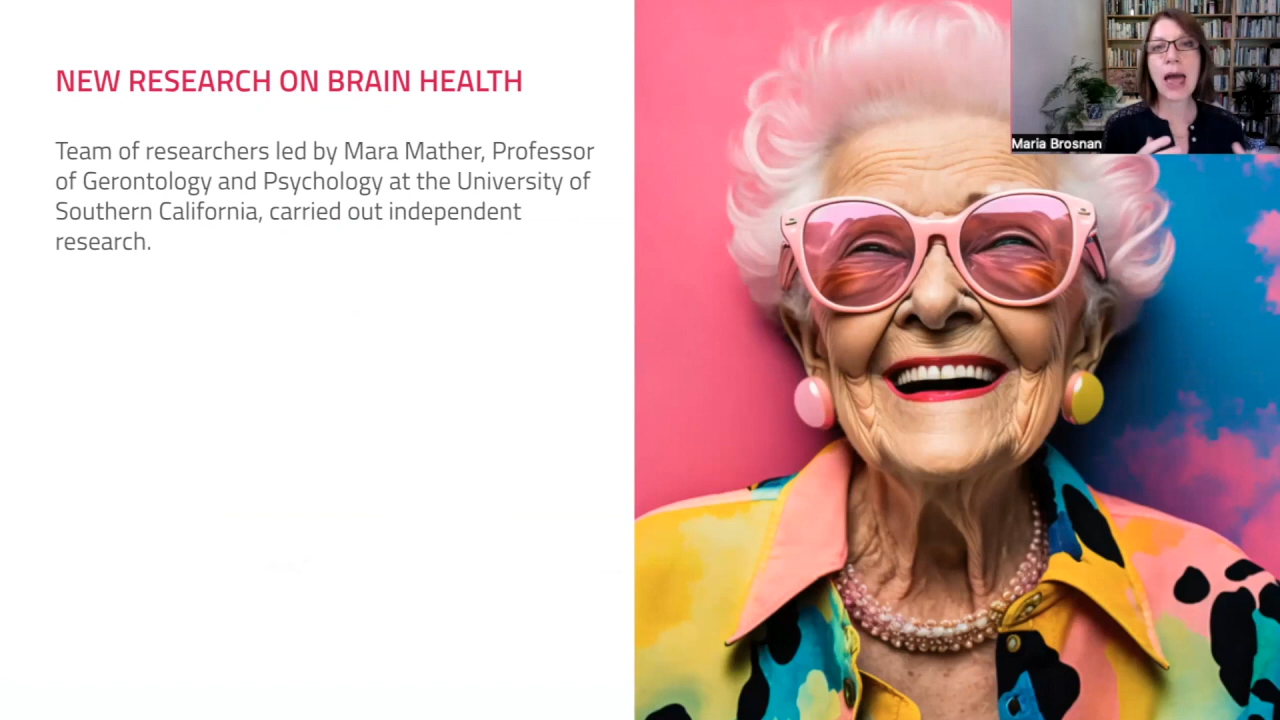 NEW RESEARCH ON BRAIN HEALTH
Team of researchers led by Mara Mather, Professor
of Gerontology and Psychology at the University of
Southern California, carried out independent
research.
Maria Brosnan